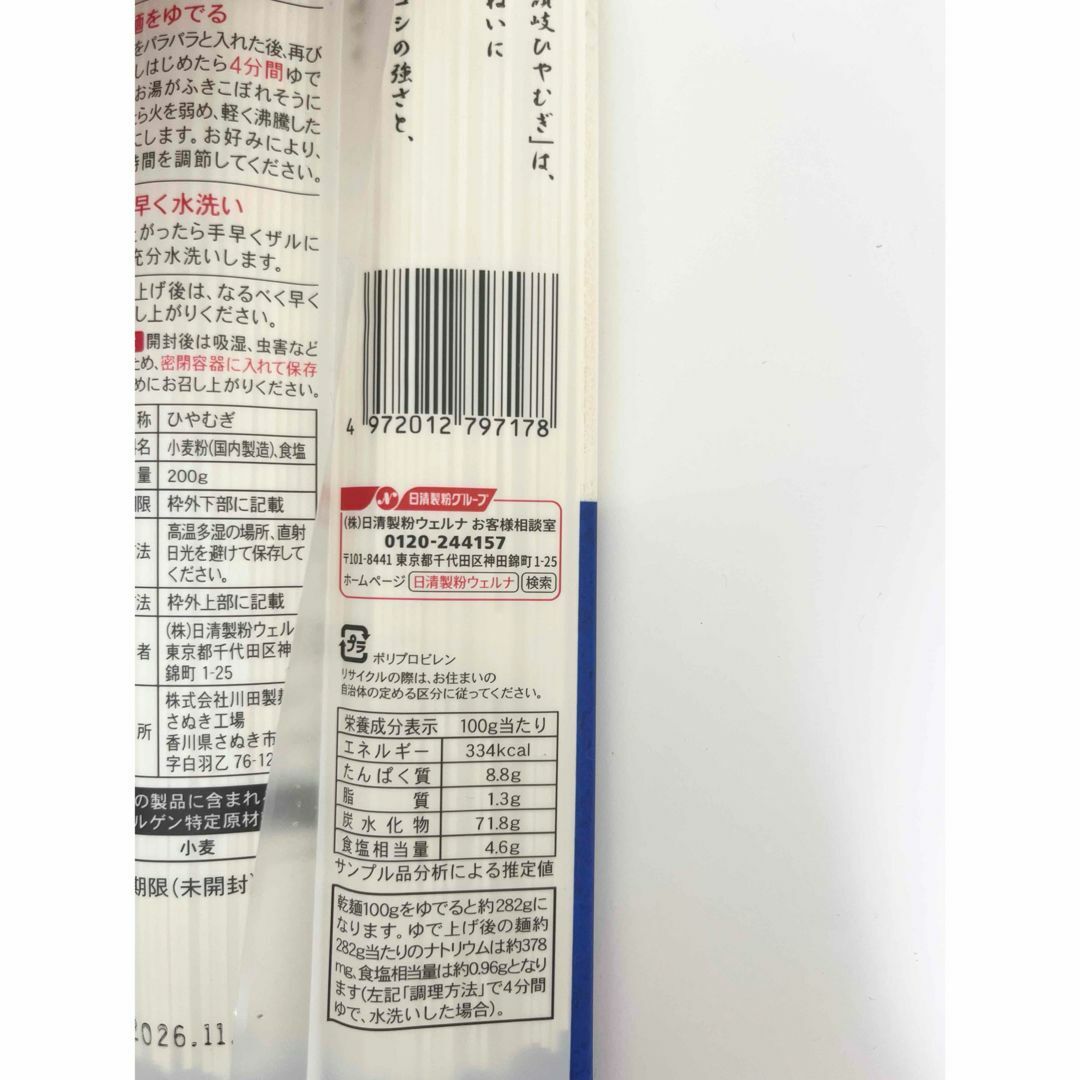 麺をゆでる
をパラパラと入れた後、再び
しはじめたら4分間ゆで
お湯がふきこぼれそうに
ら火を弱め、軽く沸騰した
にします。お好みにより、
時間を調節してください。
早く水洗い
がったら手早くザルに
充分水洗いします。
上げ後は、なるべく早く
し上がりください。
開封後は吸湿、虫害など
ため、密閉容器に入れて保存
めにお召し上がりください。
称 ひやむぎ
名 小麦粉(国内製造)、食塩
量 200g
限 枠外下部に記載
法 高温多湿の場所、直射
日光を避けて保存して
ください。
法 枠外上部に記載
者 (株)日清製粉ウェル
東京都千代田区神
錦町1-25
所 株式会社川田製麺
さぬき工場
香川県さぬき市
字白羽乙76-12
の製品に含まれ
ルゲン特定原材
小麦
期限(未開封
2026.11.
讃岐ひやむぎ」は、
ねいに
コシの強さと、
4 972012 797178
日清製粉グループ
(株)日清製粉ウェルナ お客様相談室
0120-244157
〒101-8441 東京都千代田区神田錦町1-25
ホームページ 日清製粉ウェルナ 検索
プラ
ポリプロピレン
リサイクルの際は、お住まいの
自治体の定める区分に従ってください。
栄養成分表示 100g当たり
エネルギー 334kcal
たんぱく質 8.8g
脂質 1.3g
炭水化物 71.8g
食塩相当量 4.6g
サンプル品分析による推定値
乾麺100gをゆでると約282gに
なります。ゆで上げ後の麺約
282g当たりのナトリウムは約378
mg、食塩相当量は約0.96gとなり
ます(左記「調理方法」で4分間
ゆで、水洗いした場合)。